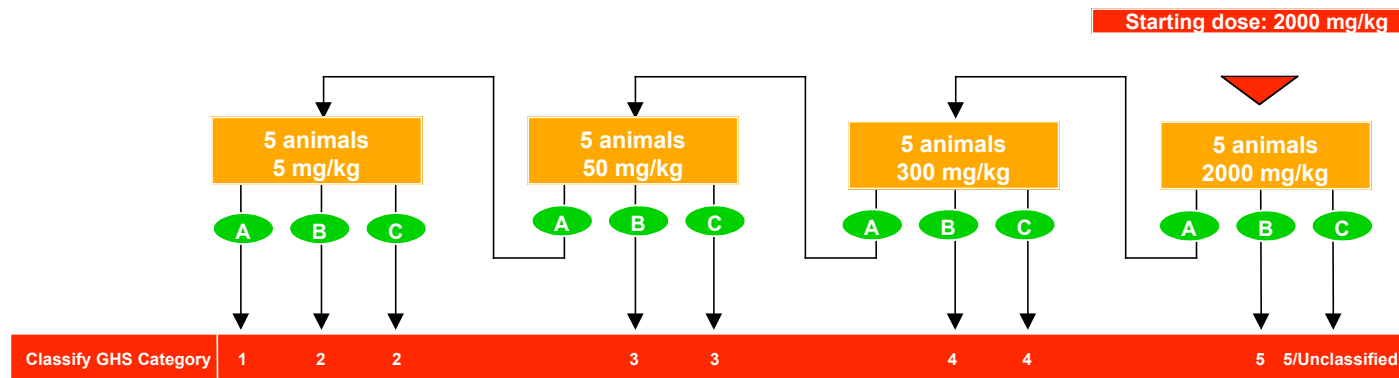 Starting dose: 2000 mg/kg
5 animals
5 mg/kg
5 animals
50 mg/kg
5 animals
300 mg/kg
5 animals
2000 mg/kg
A B C A B C A B C A B C
Classify GHS Category 1 2 2 3 3 4 4 5 5/Unclassified